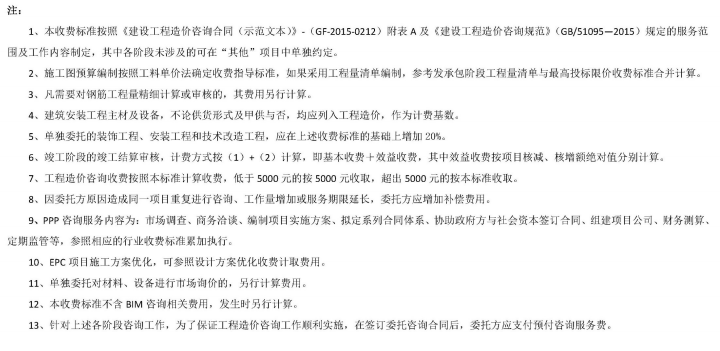 注：
1、本收费标准按照《建设工程造价咨询合同（示范文本）》-（GF-2015-0212）附表 A 及《建设工程造价咨询规范》（GB/51095—2015）规定的服务范
围及工作内容制定，其中各阶段未涉及的可在“其他”项目中单独约定。
2、施工图预算编制按照工料单价法确定收费指导标准，如果采用工程量清单编制，参考发承包阶段工程量清单与最高投标限价收费标准合并计算。
3、凡需要对钢筋工程量精细计算或审核的，其费用另行计算。
4、建筑安装工程主材及设备，不论供货形式及甲供与否，均应列入工程造价，作为计费基数。
5、单独委托的装饰工程、安装工程和技术改造工程，应在上述收费标准的基础上增加 20%。
6、竣工阶段的竣工结算审核，计费方式按（1）+（2）计算，即基本收费＋效益收费，其中效益收费按项目核减、核增额绝对值分别计算。
7、工程造价咨询收费按照本标准计算收费，低于 5000 元的按 5000 元收取，超出 5000 元的按本标准收取。
8、因委托方原因造成同一项目重复进行咨询、工作量增加或服务期限延长，委托方应增加补偿费用。
9、PPP 咨询服务内容为：市场调查、商务洽谈、编制项目实施方案、拟定系列合同体系、协助政府方与社会资本签订合同、组建项目公司、财务测算、
定期监管等，参照相应的行业收费标准累加执行。
10、EPC 项目施工方案优化，可参照设计方案优化收费计取费用。
11、单独委托对材料、设备进行市场询价的，另行计算费用。
12、本收费标准不含 BIM 咨询相关费用，发生时另行计算。
13、针对上述各阶段咨询工作，为了保证工程造价咨询工作顺利实施，在签订委托咨询合同后，委托方应支付预付咨询服务费。